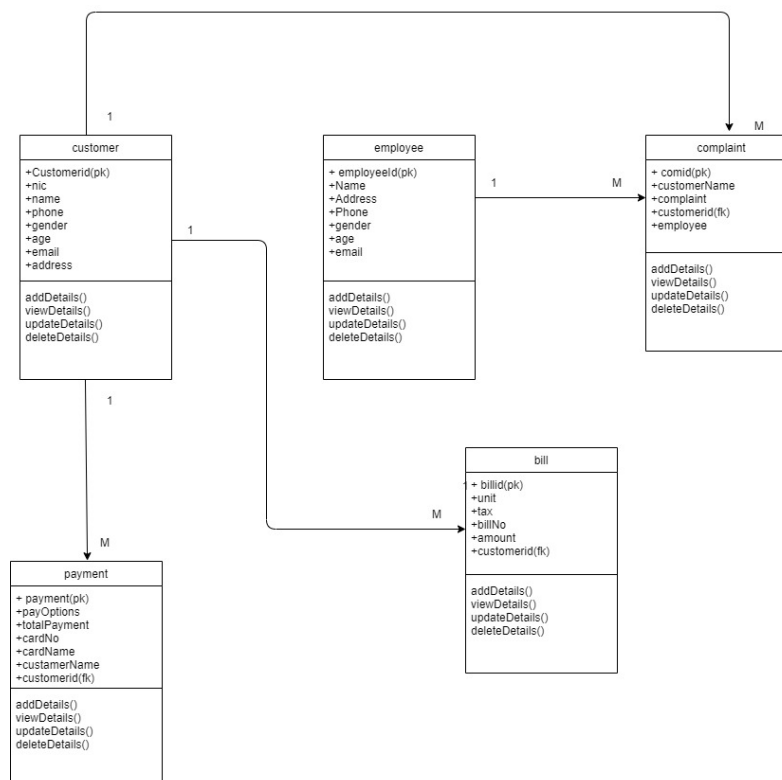 1
M
customer
+Customerid(pk)
+nic
+name
+phone
+gender
+age
+email
+address
addDetails()
viewDetails()
updateDetails()
deleteDetails()
employee
+ employeeId(pk)
+Name
+Address
+Phone
+gender
+age
+email
addDetails()
viewDetails()
updateDetails()
deleteDetails()
1
M
complaint
+ comid(pk)
+customerName
+complaint
+customerid(fk)
+employee
addDetails()
viewDetails()
updateDetails()
deleteDetails()
1
1
M
bill
1
+ billid(pk)
+unit
+tax
+billNo
+amount
+customerid(fk)
addDetails()
viewDetails()
updateDetails()
deleteDetails()
M
payment
+ payment(pk)
+payOptions
+totalPayment
+cardNo
+cardName
+custamerName
+customerid(fk)
addDetails()
viewDetails()
updateDetails()
deleteDetails()